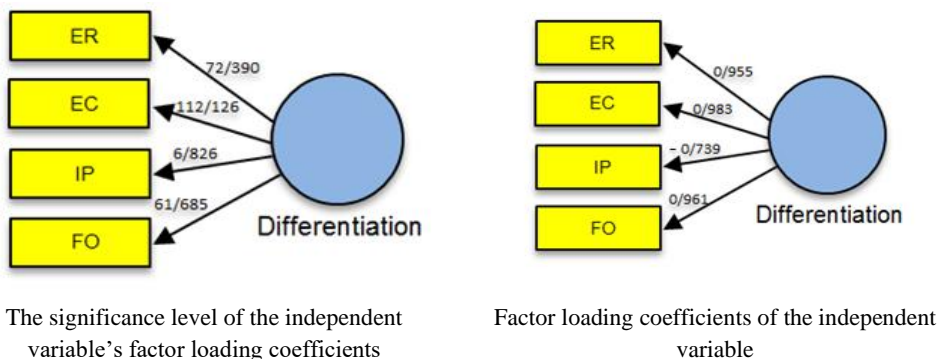 ER
72/390
EC
112/126
IP
6/826
FO
61/685
Differentiation
The significance level of the independent
variable's factor loading coefficients
ER
0/955
EC
0/983
IP
- 0/739
FO
0/961
Differentiation
Factor loading coefficients of the independent
variable